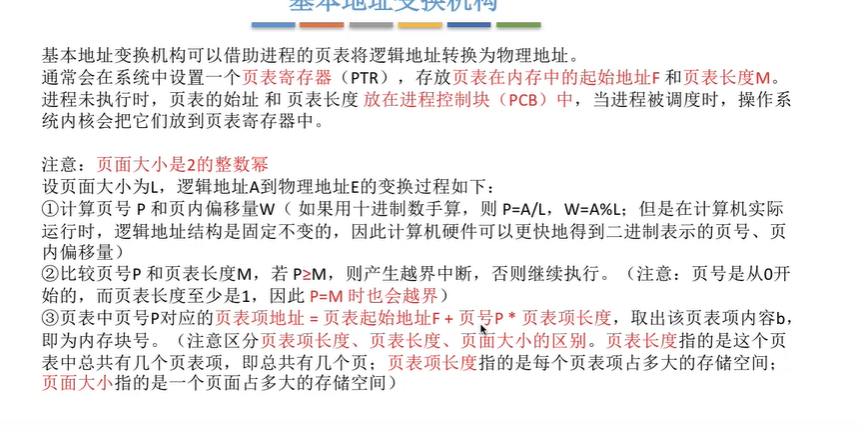 基本地址变换机构
基本地址变换机构可以借助进程的页表将逻辑地址转换为物理地址。
通常会在系统中设置一个页表寄存器（PTR），存放页表在内存中的起始地址F 和页表长度M。
进程未执行时，页表的始址 和 页表长度 放在进程控制块（PCB）中，当进程被调度时，操作系
统内核会把它们放到页表寄存器中。
注意：页面大小是2的整数幂
设页面大小为L，逻辑地址A到物理地址E的变换过程如下：
①计算页号 P 和页内偏移量W（ 如果用十进制数手算，则 P=A/L，W=A%L；但是在计算机实际
运行时，逻辑地址结构是固定不变的，因此计算机硬件可以更快地得到二进制表示的页号、页
内偏移量）
②比较页号P 和页表长度M，若 P≥M，则产生越界中断，否则继续执行。（注意：页号是从0开
始的，而页表长度至少是1，因此 P=M 时也会越界）
③页表中页号P对应的页表项地址 = 页表起始地址F + 页号P * 页表项长度，取出该页表项内容b，
即为内存块号。（注意区分页表项长度、页表长度、页面大小的区别。页表长度指的是这个页
表中总共有几个页表项，即总共有几个页；页表项长度指的是每个页表项占多大的存储空间；
页面大小指的是一个页面占多大的存储空间）